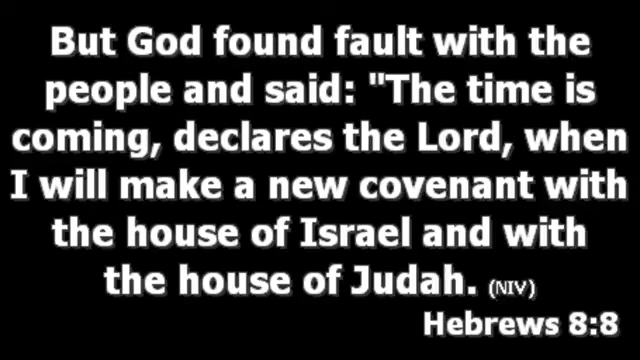 But God found fault with the
people and said: "The time is
coming, declares the Lord, when
I will make a new covenant with
the house of Israel and with
the house of Judah. (NIV)
Hebrews 8:8